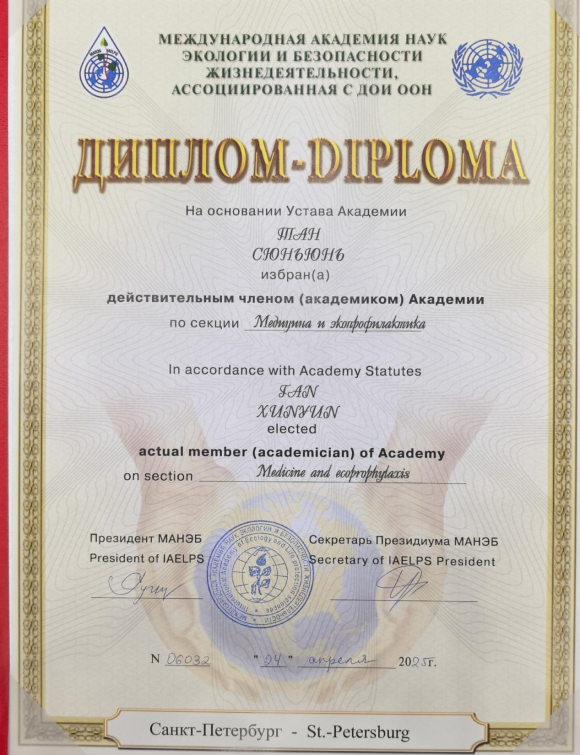 МЕЖДУНАРОДНАЯ АКАДЕМИЯ НАУК
ЭКОЛОГИИ И БЕЗОПАСНОСТИ
ЖИЗНЕДЕЯТЕЛЬНОСТИ,
АССОЦИИРОВАННАЯ С ДОИ ООН
ДИПЛОМ-DIPLOMA
На основании Устава Академии
ТАН
СЮНЬЮНЬ
избран(а)
действительным членом (академиком) Академии
по секции Медицина и экопрофилактика
In accordance with Academy Statutes
TAN
XUNYUN
elected
actual member (academician) of Academy
on section Medicine and ecoprophylaxis
Президент МАНЭБ
President of IAELPS
Секретарь Президиума МАНЭБ
Secretary of IAELPS President
N 06032 "24" апреля 2025г.
Санкт-Петербург - St.-Petersburg